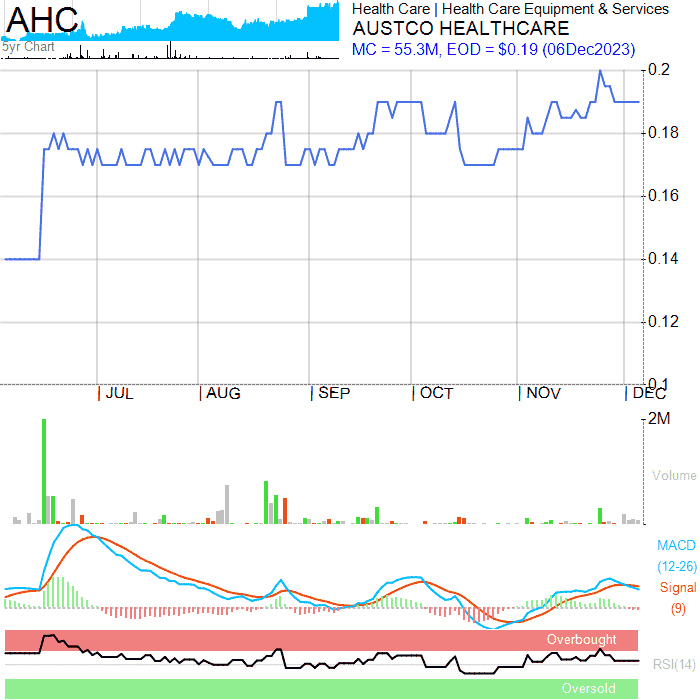 AHC
5yr Chart
Health Care | Health Care Equipment & Services
AUSTCO HEALTHCARE
MC = 55.3M, EOD = $0.19 (06Dec2023)
0.2
0.18
0.16
0.14
0.12
0.1
JUL
AUG
SEP
OCT
NOV
DEC
2M
Volume
MACD
(12-26)
Signal
(9)
Overbought
RSI(14)
Oversold